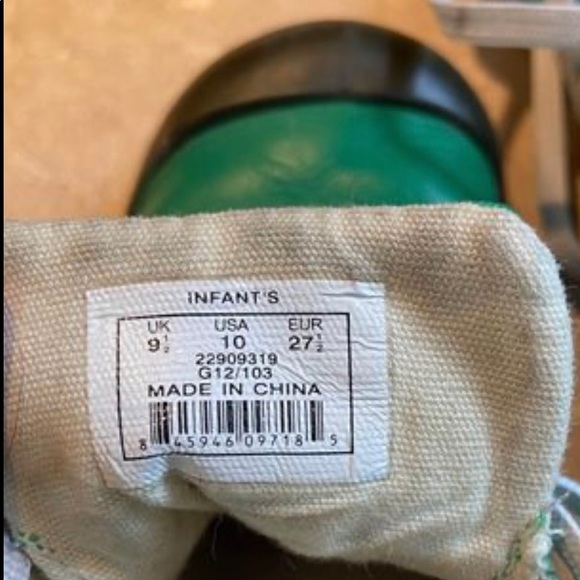 INFANT'S
UK USA EUR
9½ 10 27½
22909319
G12/103
MADE IN CHINA
8 45946 09718 5